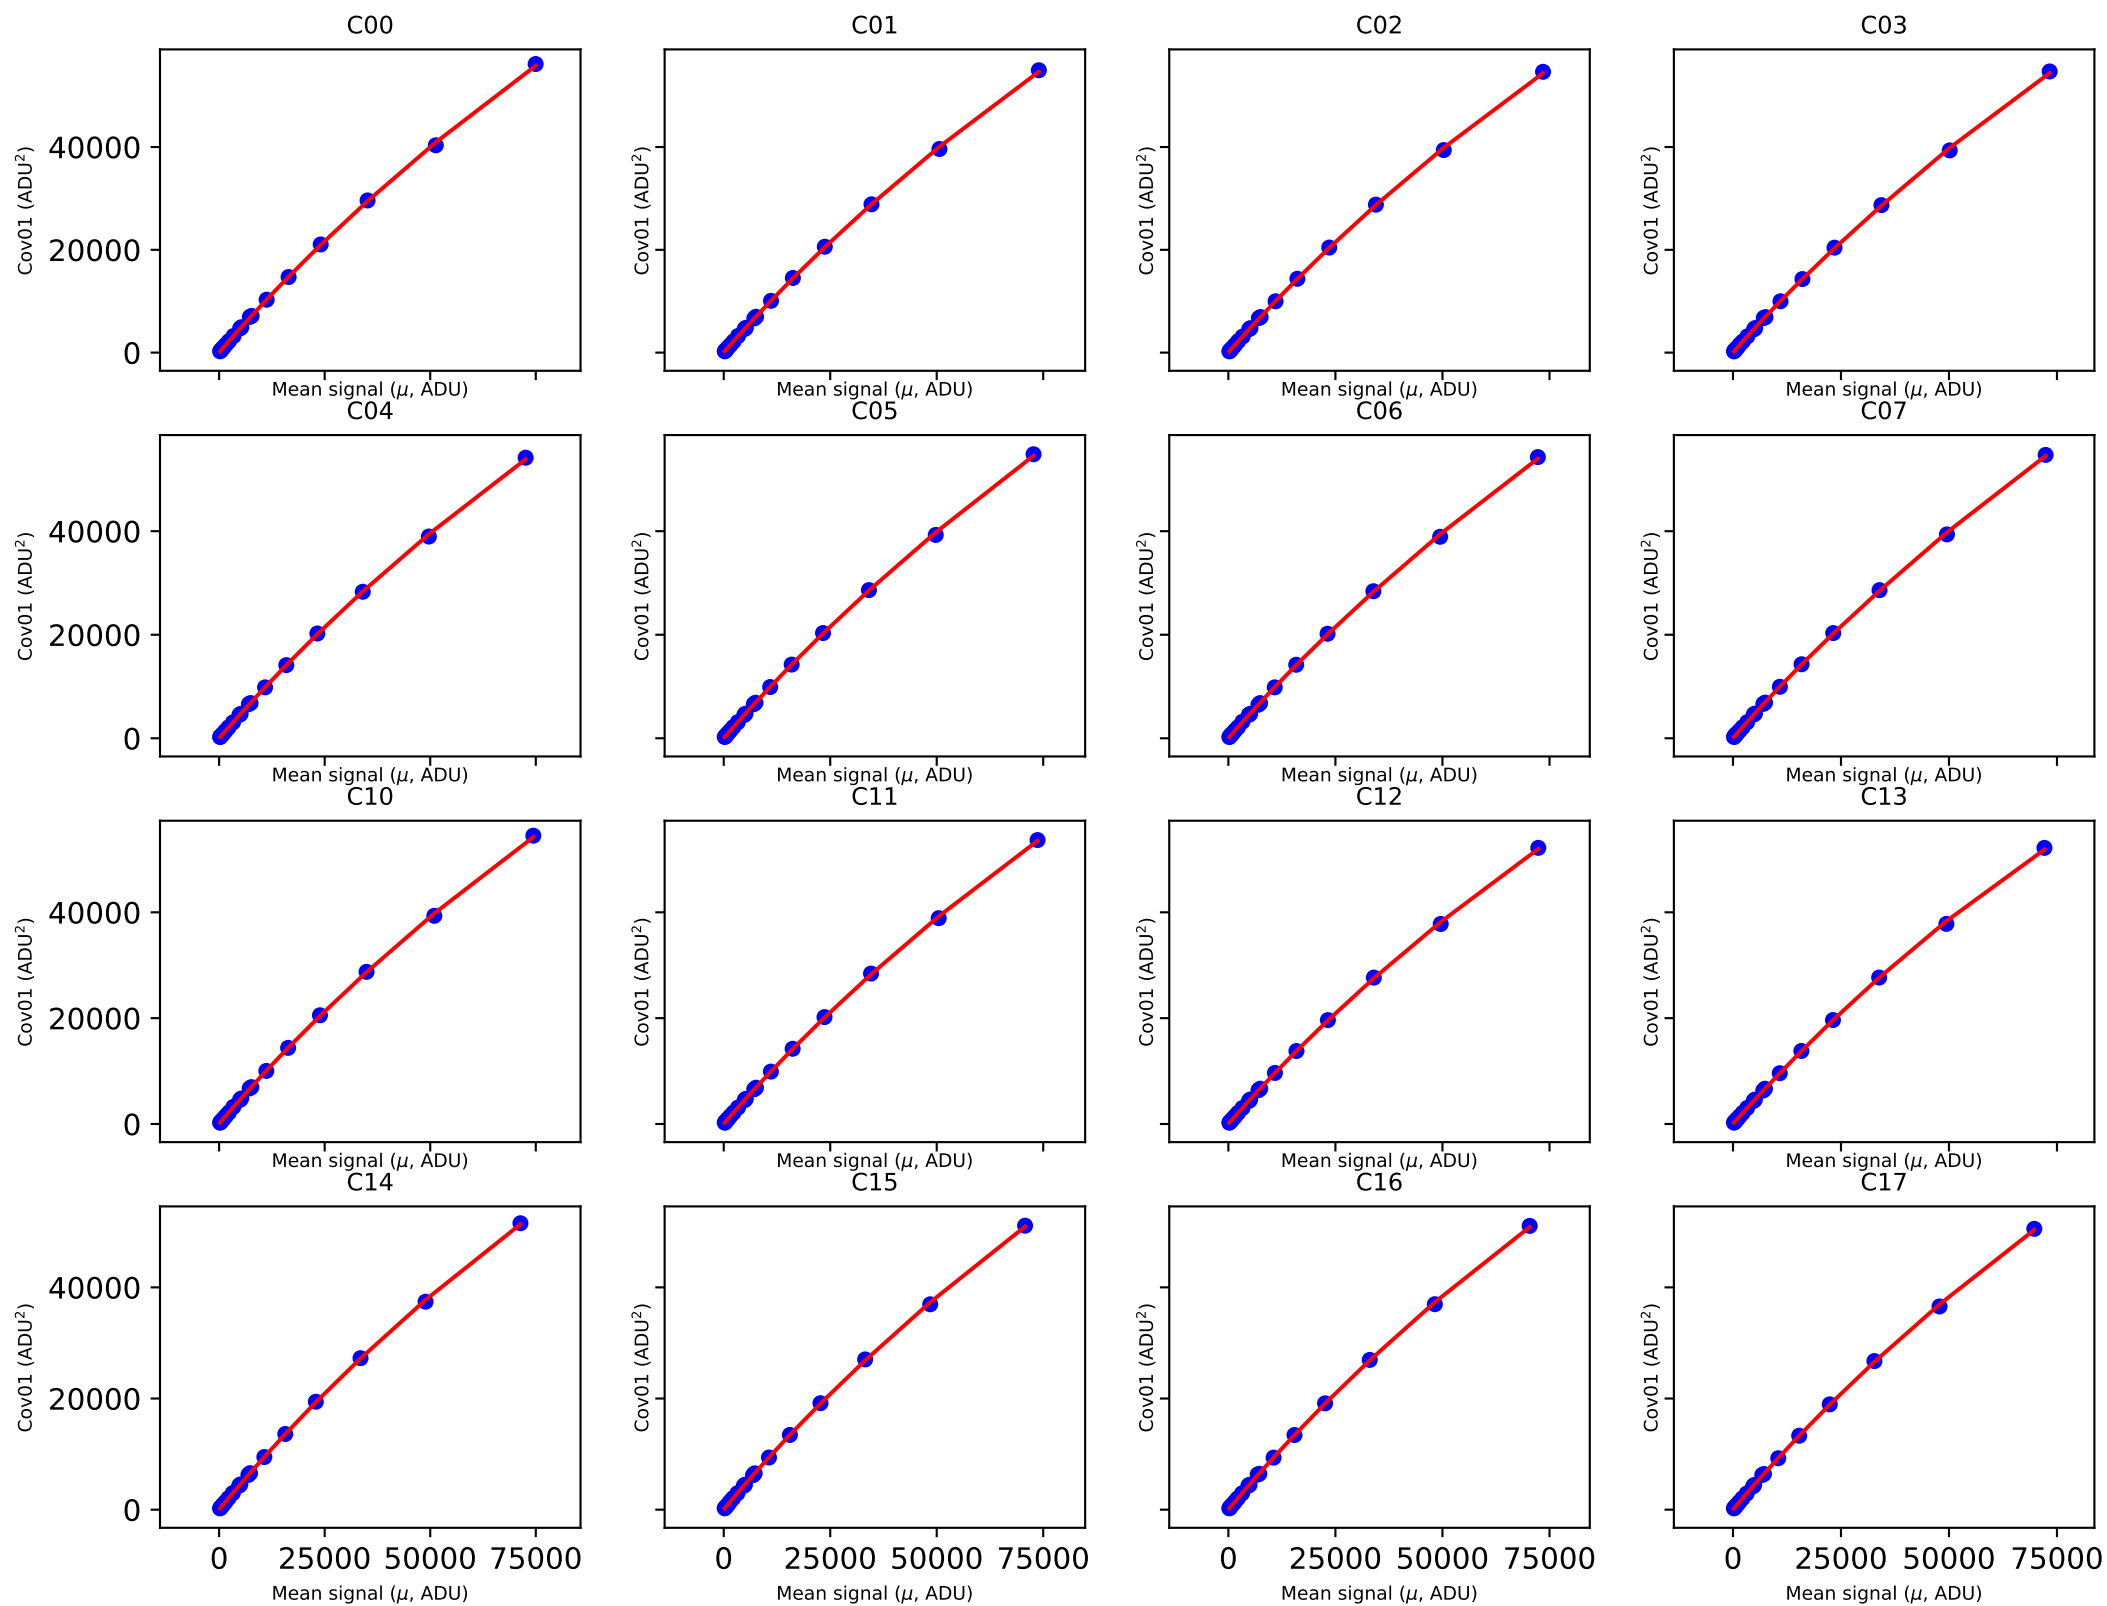 C00 C01 C02 C03
Cov01 (ADU²) Cov01 (ADU²) Cov01 (ADU²) Cov01 (ADU²)
40000
20000
0
Mean signal (μ, ADU) Mean signal (μ, ADU) Mean signal (μ, ADU) Mean signal (μ, ADU)
C04 C05 C06 C07
Cov01 (ADU²) Cov01 (ADU²) Cov01 (ADU²) Cov01 (ADU²)
40000
20000
0
Mean signal (μ, ADU) Mean signal (μ, ADU) Mean signal (μ, ADU) Mean signal (μ, ADU)
C10 C11 C12 C13
Cov01 (ADU²) Cov01 (ADU²) Cov01 (ADU²) Cov01 (ADU²)
40000
20000
0
Mean signal (μ, ADU) Mean signal (μ, ADU) Mean signal (μ, ADU) Mean signal (μ, ADU)
C14 C15 C16 C17
Cov01 (ADU²) Cov01 (ADU²) Cov01 (ADU²) Cov01 (ADU²)
40000
20000
0
0 25000 50000 75000 0 25000 50000 75000 0 25000 50000 75000 0 25000 50000 75000
Mean signal (μ, ADU) Mean signal (μ, ADU) Mean signal (μ, ADU) Mean signal (μ, ADU)